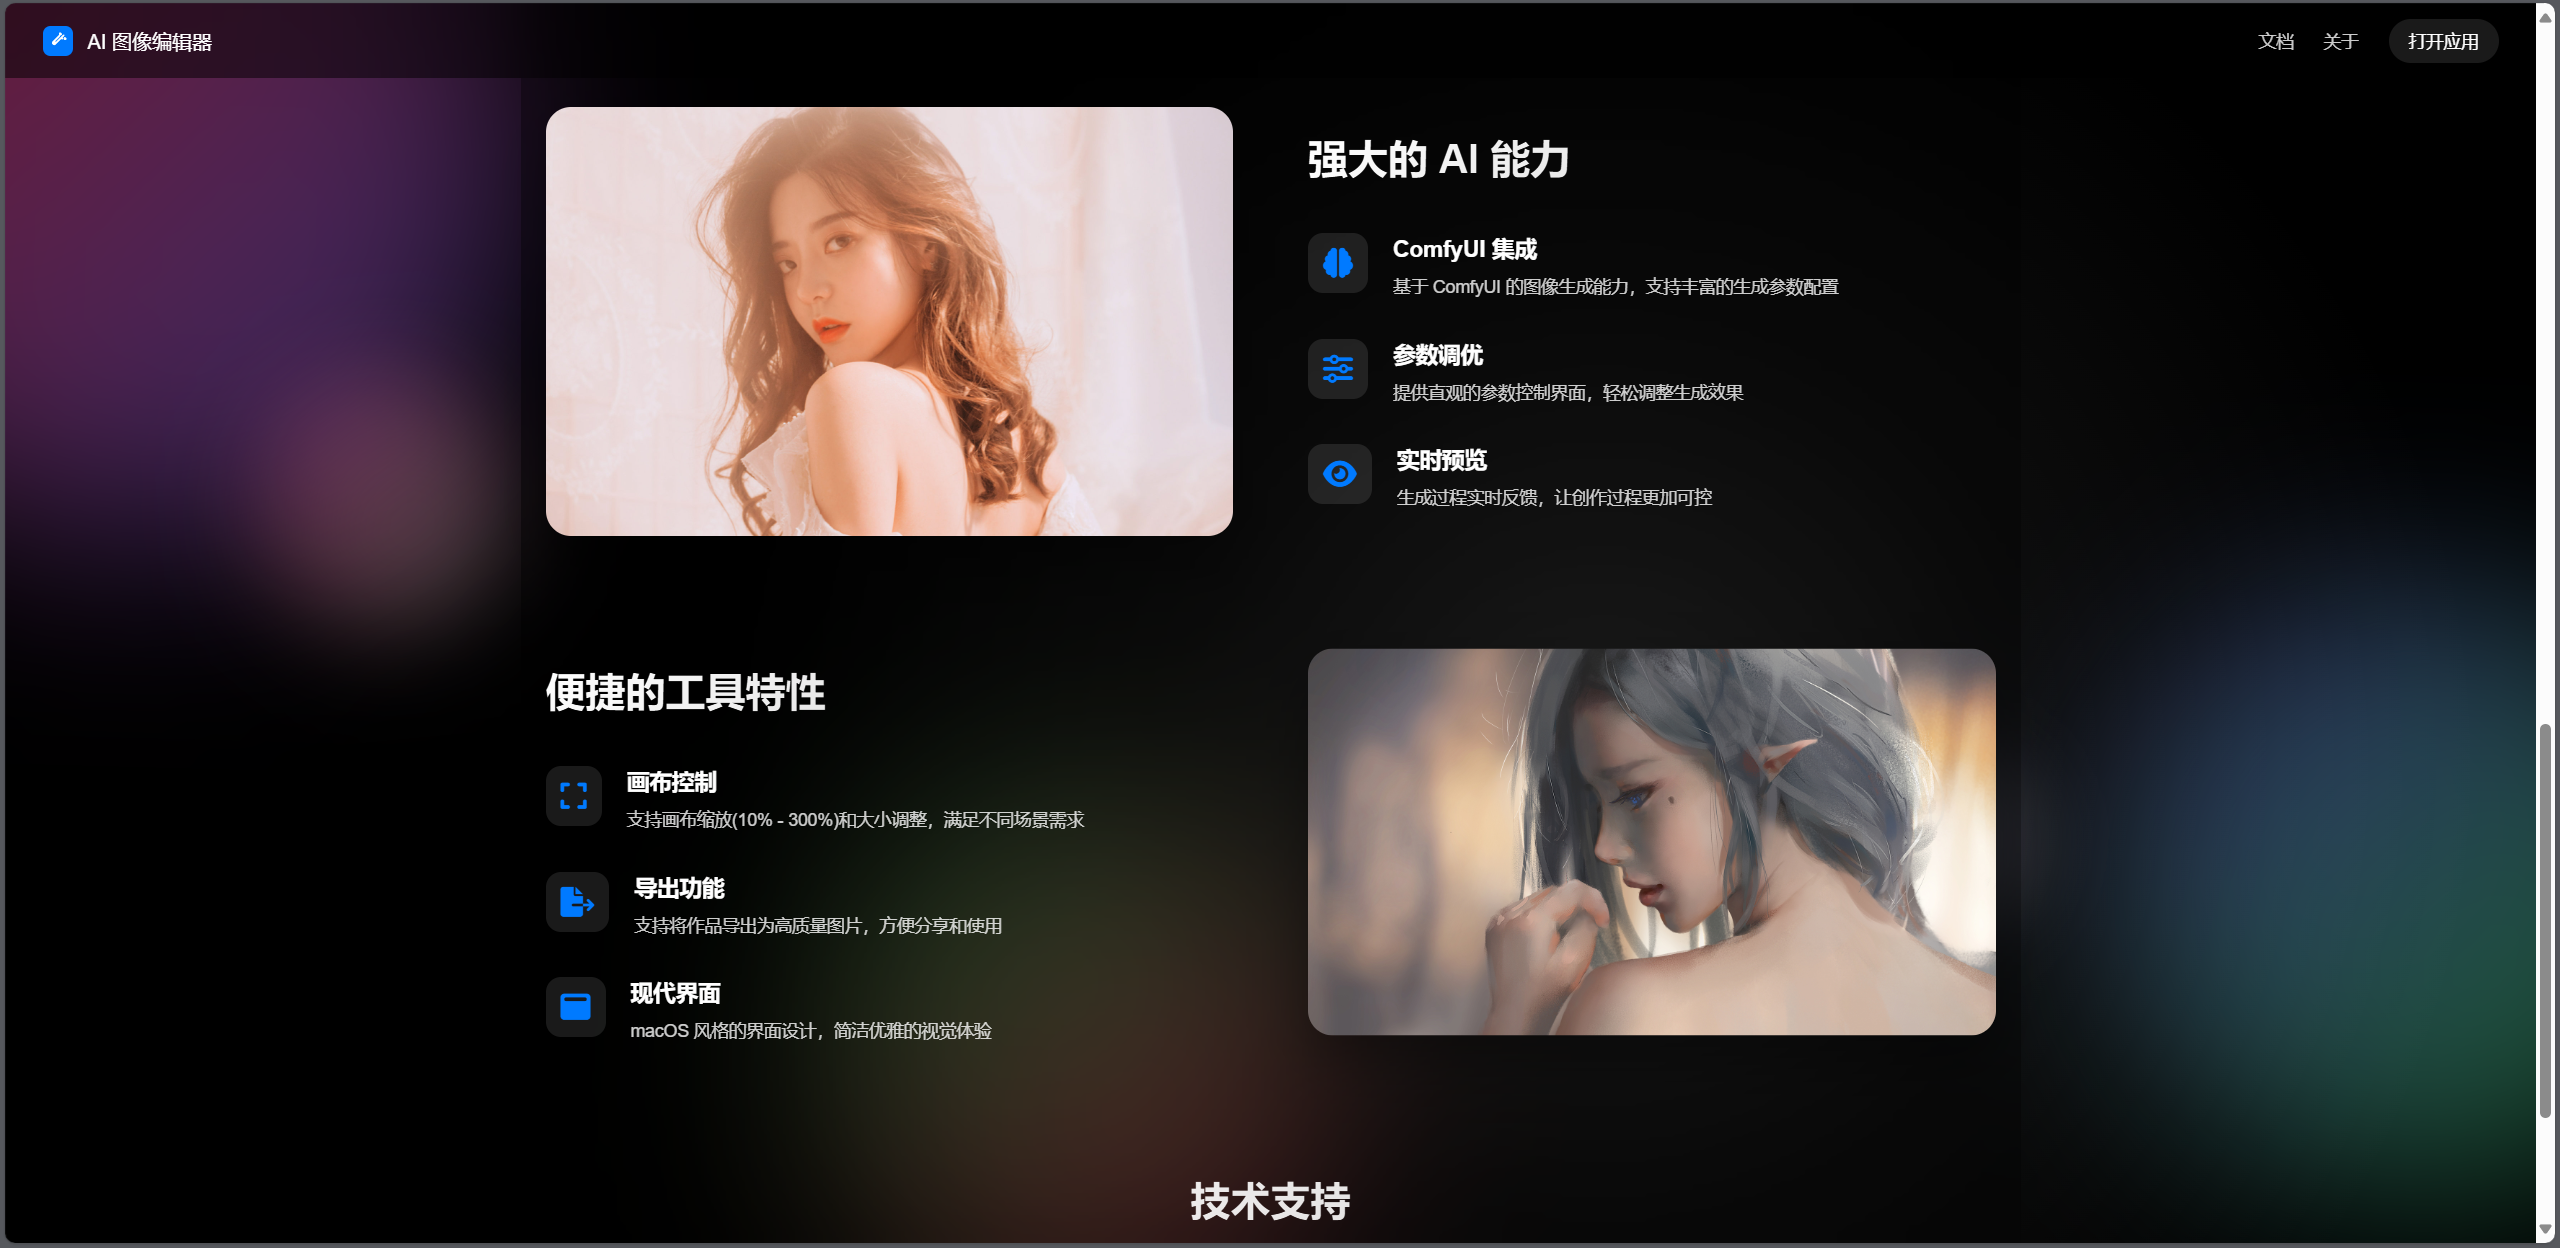 AI 图像编辑器
文档
关于
打开应用
强大的 AI 能力
ComfyUI 集成
基于 ComfyUI 的图像生成能力，支持丰富的生成参数配置
参数调优
提供直观的参数控制界面，轻松调整生成效果
实时预览
生成过程实时反馈，让创作过程更加可控
便捷的工具特性
画布控制
支持画布缩放(10% - 300%)和大小调整，满足不同场景需求
导出功能
支持将作品导出为高质量图片，方便分享和使用
现代界面
macOS 风格的界面设计，简洁优雅的视觉体验
技术支持